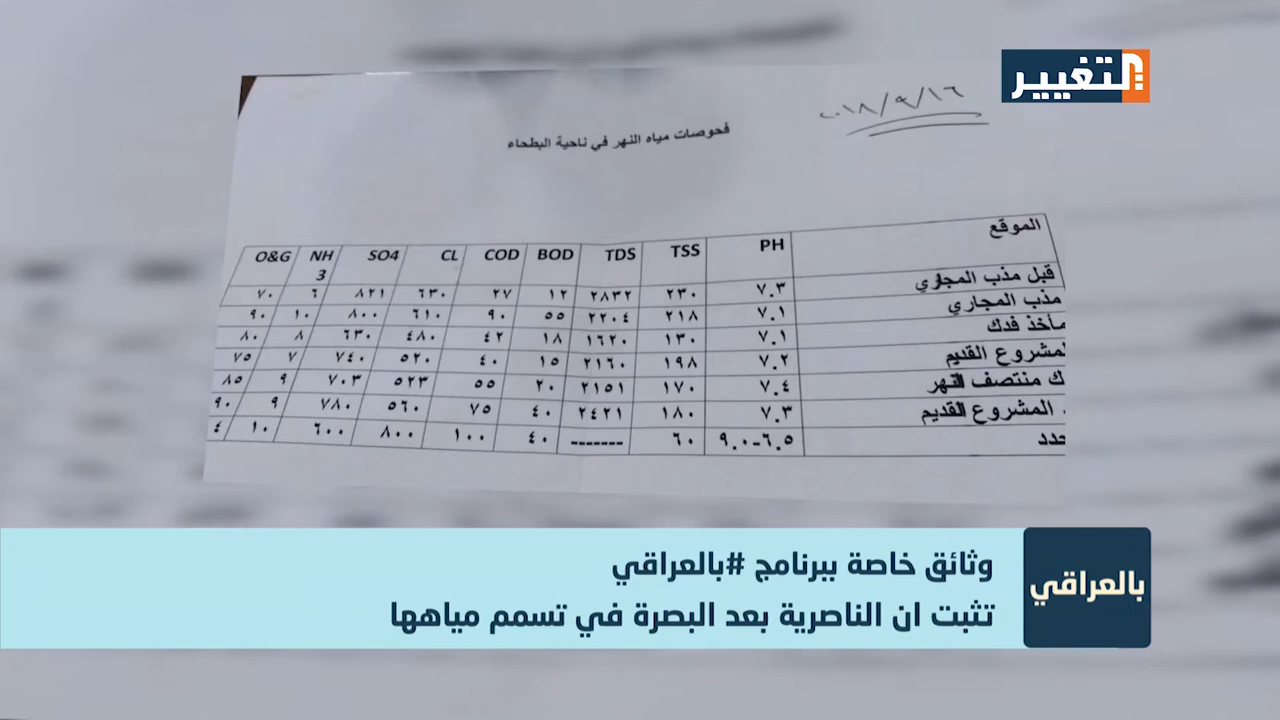 التغيير
٢٠١٨/٩/١٦
فحوصات مياه النهر في ناحية البطحاء
الموقع PH TSS TDS BOD COD CL SO4 NH3 O&G
قبل مذب المجاري ٧.٣ ٢٣٠ ٢٨٣٢ ١٢ ٢٧ ٦٣٠ ٨٢١ ٦ ٧٠
مذب المجاري ٧.١ ٢١٨ ٢٢٠٤ ٥٥ ٩٠ ٦١٠ ٨٠٠ ١٠ ٩٠
مأخذ فدك ٧.١ ١٣٠ ١٦٢٠ ١٨ ٤٢ ٤٨٠ ٦٣٠ ٨ ٨٠
لمشروع القديم ٧.٢ ١٩٨ ٢١٦٠ ١٥ ٤٠ ٥٢٠ ٧٤٠ ٧ ٧٥
ك منتصف النهر ٧.٤ ١٧٠ ٢١٥١ ٢٠ ٥٥ ٥٢٣ ٧٠٣ ٩ ٨٥
المشروع القديم ٧.٣ ١٨٠ ٢٤٢١ ٤٠ ٧٥ ٥٦٠ ٧٨٠ ٩ ٩٠
حدد ٦.٥-٩.٠ ٦٠ ------- ٤٠ ١٠٠ ٨٠٠ ٦٠٠ ١٠ ٤
بالعراقي
وثائق خاصة ببرنامج #بالعراقي
تثبت ان الناصرية بعد البصرة في تسمم مياهها